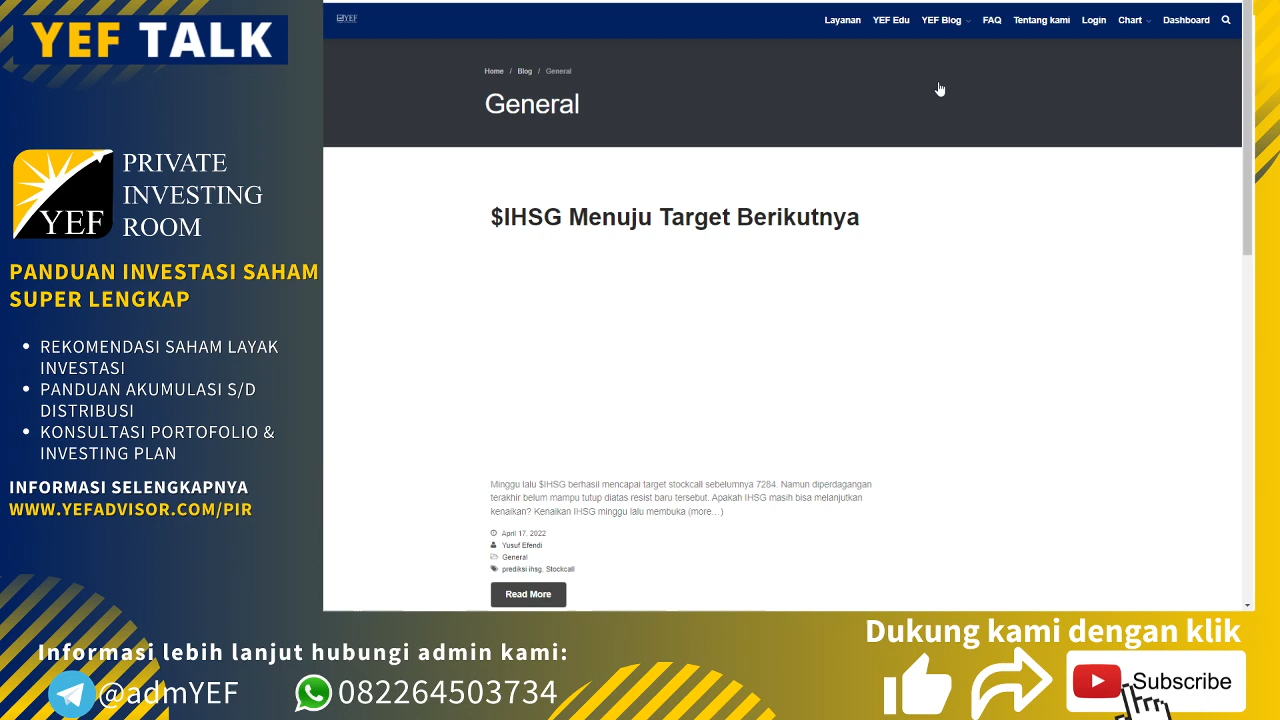 YEF TALK
YEF
PRIVATE
INVESTING
ROOM
PANDUAN INVESTASI SAHAM
SUPER LENGKAP
• REKOMENDASI SAHAM LAYAK
INVESTASI
• PANDUAN AKUMULASI S/D
DISTRIBUSI
• KONSULTASI PORTOFOLIO &
INVESTING PLAN
INFORMASI SELENGKAPNYA
WWW.YEFADVISOR.COM/PIR
YEF
Layanan YEF Edu YEF Blog FAQ Tentang kami Login Chart Dashboard
Home / Blog / General
General
$IHSG Menuju Target Berikutnya
Minggu lalu $IHSG berhasil mencapai target stockcall sebelumnya 7284. Namun diperdagangan
terakhir belum mampu tutup diatas resist baru tersebut. Apakah IHSG masih bisa melanjutkan
kenaikan? Kenaikan IHSG minggu lalu membuka (more…)
April 17, 2022
Yusuf Efendi
General
prediksi ihsg, Stockcall
Read More
Informasi lebih lanjut hubungi admin kami:
@admYEF 082264503734
Dukung kami dengan klik
Subscribe